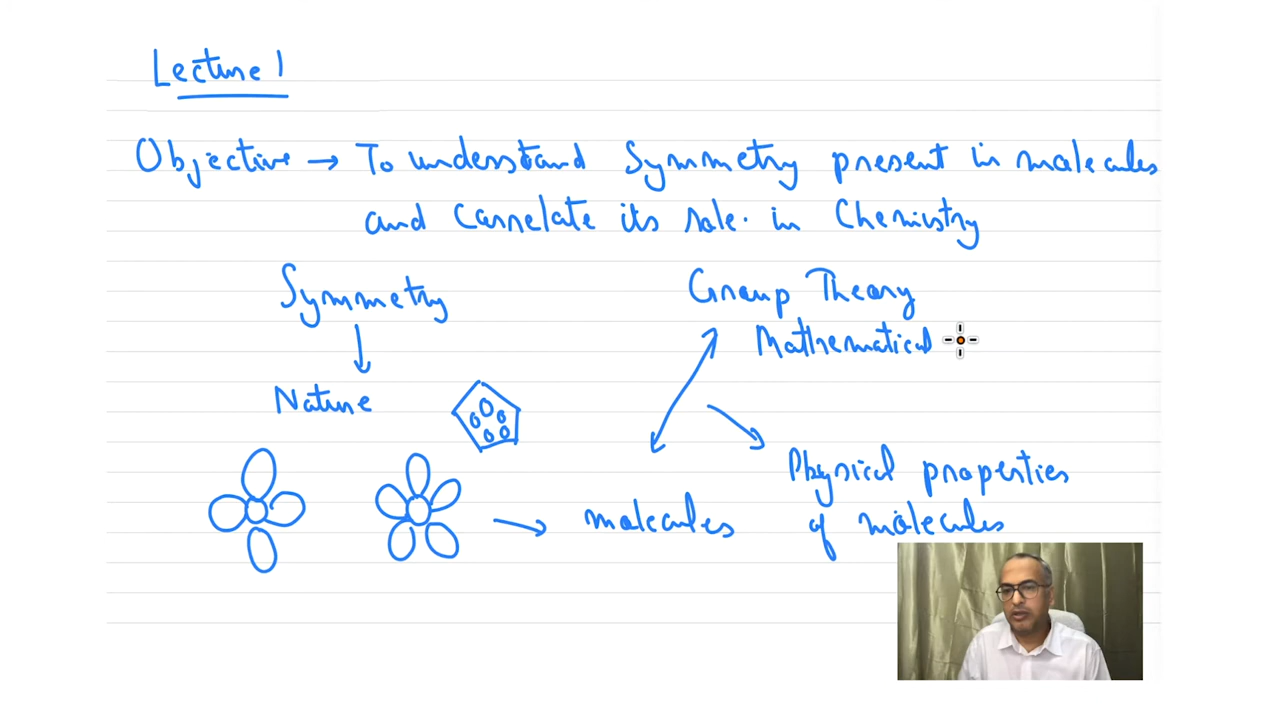 Lecture 1
Objective → To understand Symmetry present in molecules
and correlate its role. in Chemistry
Symmetry
Group Theory
Mathematical
Nature
Physical properties
of molecules
molecules